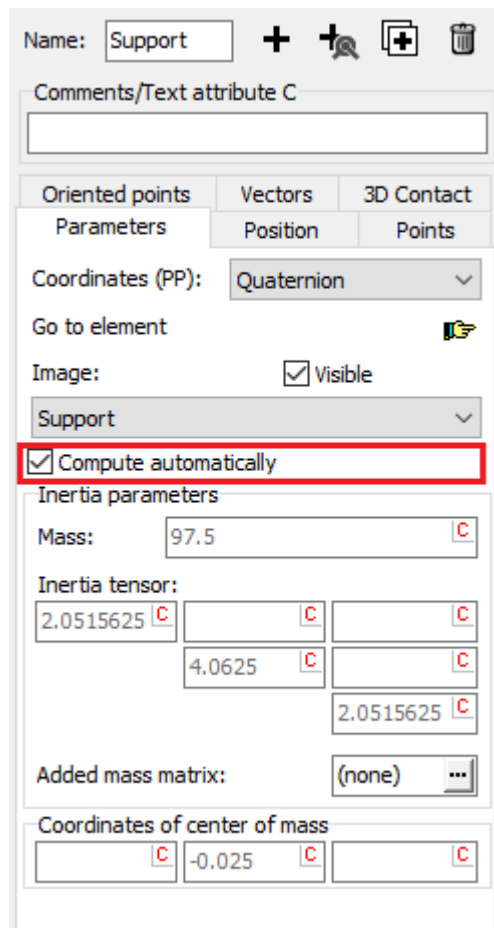 Name: Support
Comments/Text attribute C
Oriented points Vectors 3D Contact
Parameters Position Points
Coordinates (PP): Quaternion
Go to element
Image: Visible
Support
Compute automatically
Inertia parameters
Mass: 97.5 C
Inertia tensor:
2.0515625 C C C
4.0625 C C
2.0515625 C
Added mass matrix: (none) ...
Coordinates of center of mass
C -0.025 C C